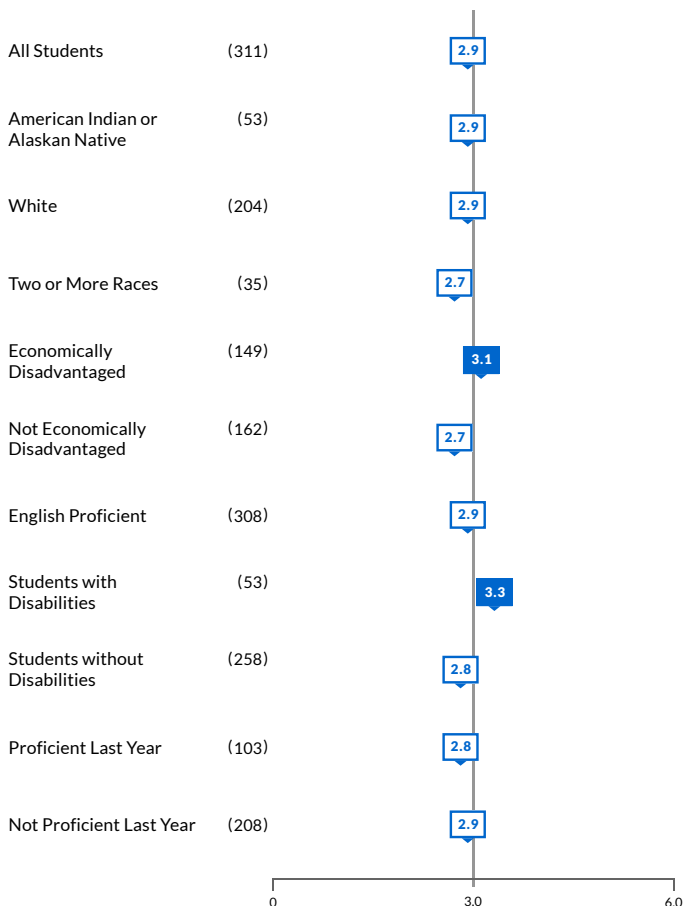 All Students (311) 2.9
American Indian or (53) 2.9
Alaskan Native
White (204) 2.9
Two or More Races (35) 2.7
Economically (149) 3.1
Disadvantaged
Not Economically (162) 2.7
Disadvantaged
English Proficient (308) 2.9
Students with (53) 3.3
Disabilities
Students without (258) 2.8
Disabilities
Proficient Last Year (103) 2.8
Not Proficient Last Year (208) 2.9
0 3.0 6.0